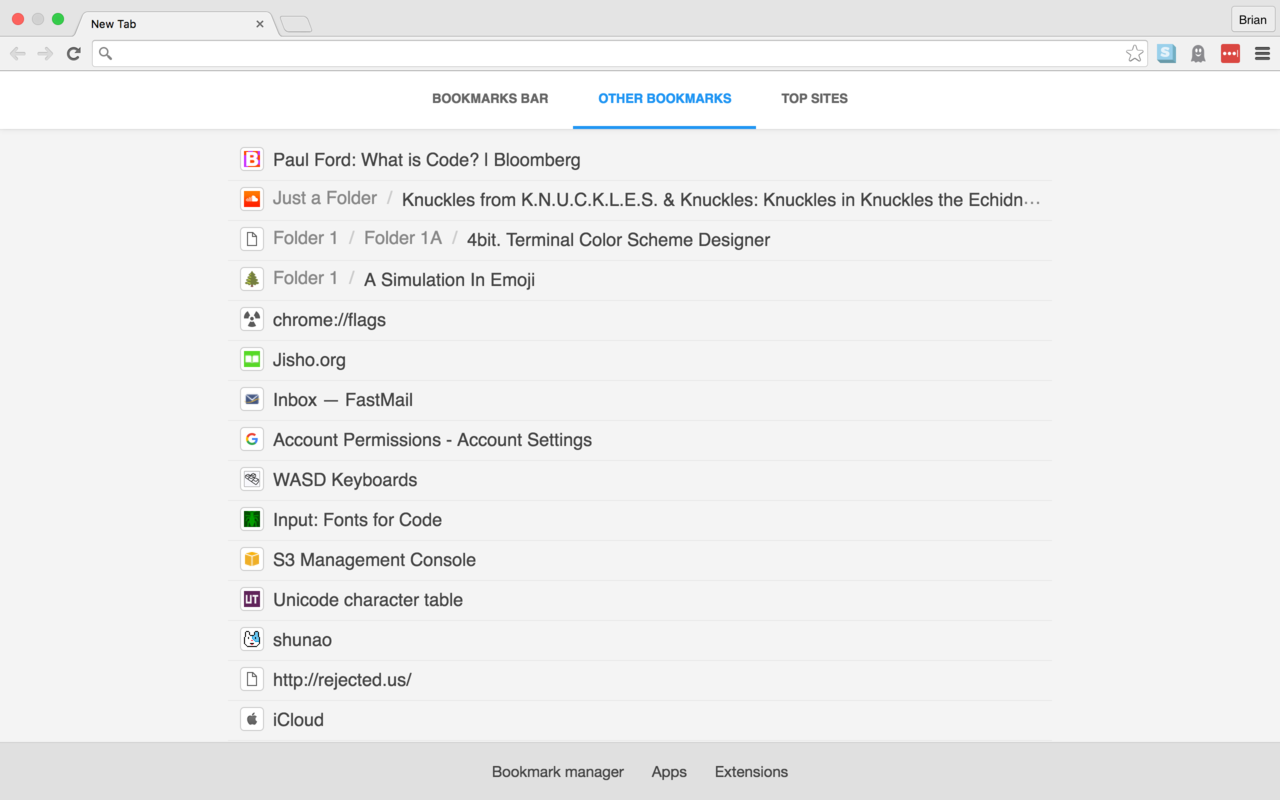 New Tab
Brian
BOOKMARKS BAR OTHER BOOKMARKS TOP SITES
Paul Ford: What is Code? | Bloomberg
Just a Folder / Knuckles from K.N.U.C.K.L.E.S. & Knuckles: Knuckles in Knuckles the Echidn...
Folder 1 / Folder 1A / 4bit. Terminal Color Scheme Designer
Folder 1 / A Simulation In Emoji
chrome://flags
Jisho.org
Inbox — FastMail
Account Permissions - Account Settings
WASD Keyboards
Input: Fonts for Code
S3 Management Console
Unicode character table
shunao
http://rejected.us/
iCloud
Bookmark manager Apps Extensions